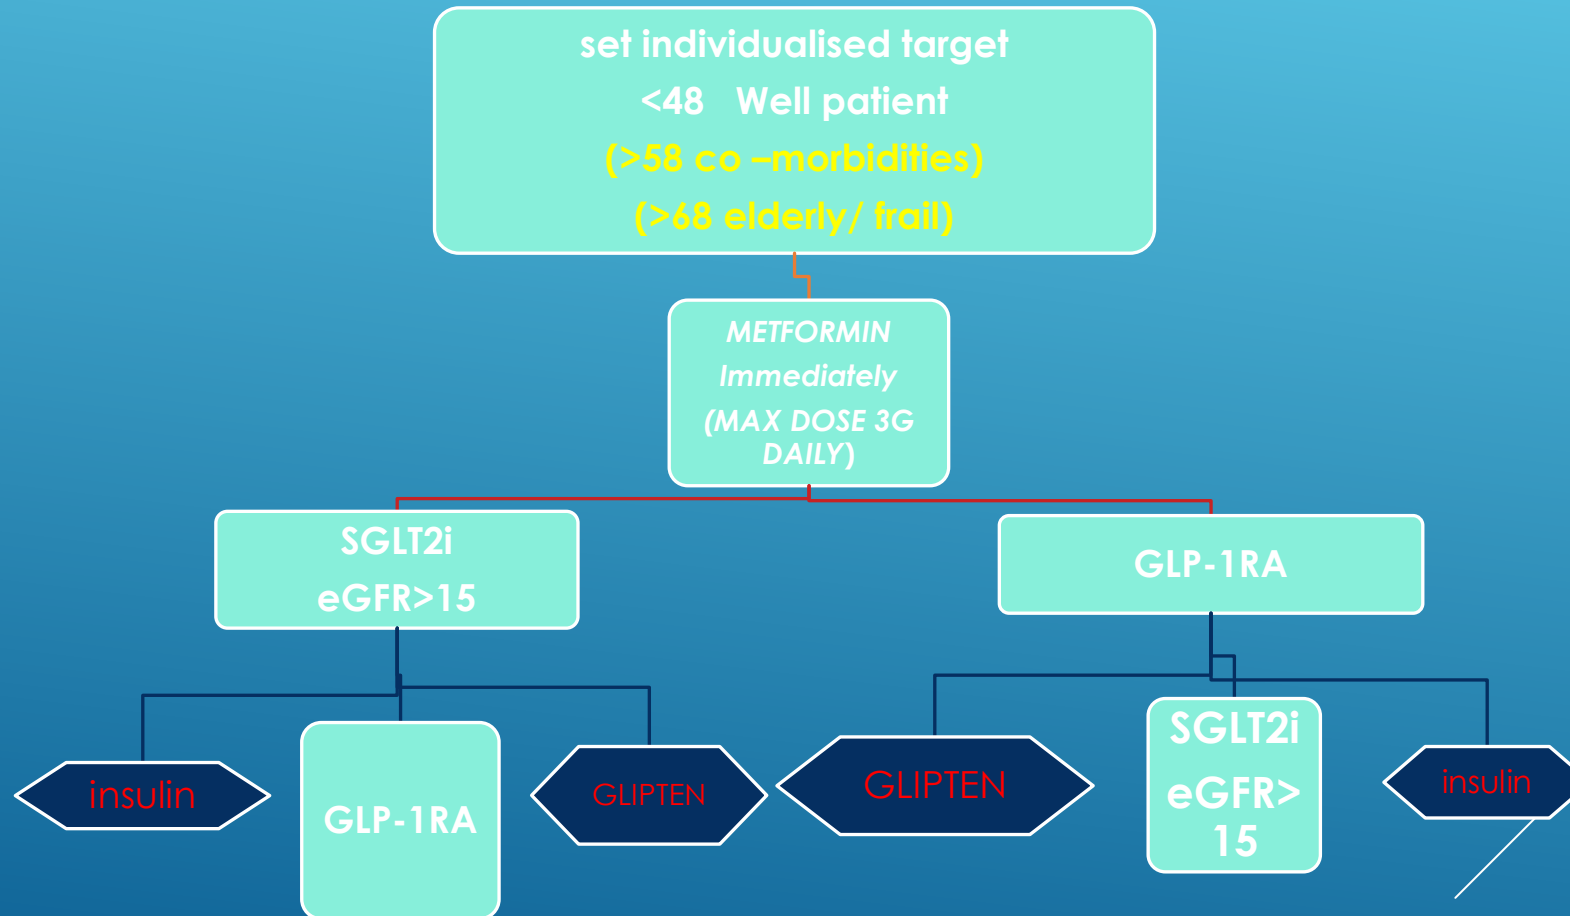 set individualised target
<48 Well patient
(>58 co –morbidities)
(>68 elderly/ frail)
METFORMIN
Immediately
(MAX DOSE 3G
DAILY)
SGLT2i
eGFR>15
GLP-1RA
insulin
GLP-1RA
GLIPTEN
GLIPTEN
SGLT2i
eGFR>
15
insulin